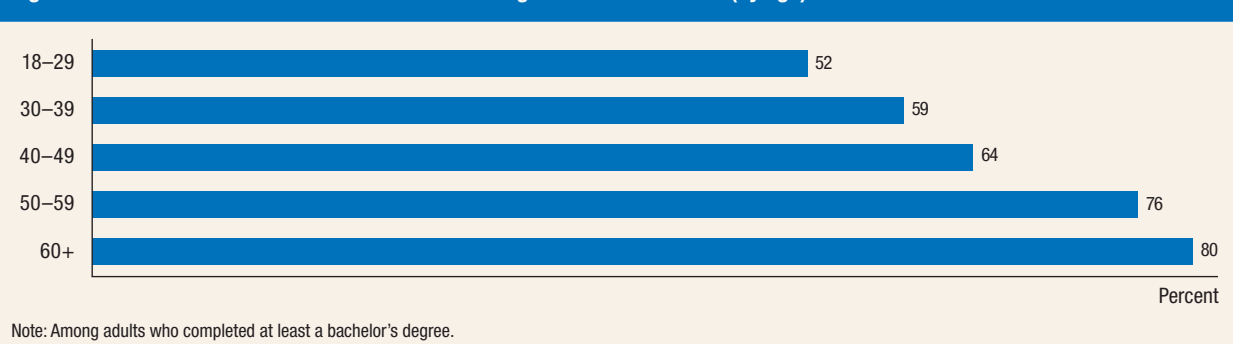 18–29 52
30–39 59
40–49 64
50–59 76
60+ 80
Percent
Note: Among adults who completed at least a bachelor’s degree.